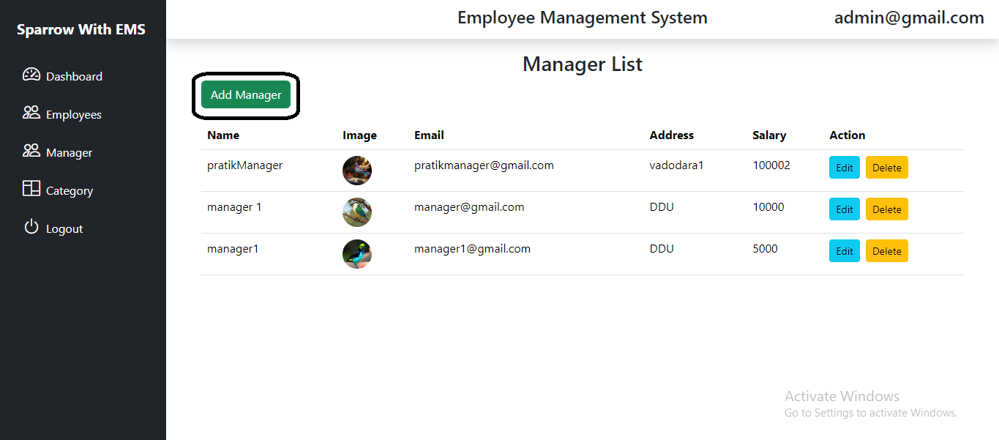 Sparrow With EMS
Dashboard
Employees
Manager
Category
Logout
Employee Management System admin@gmail.com
Manager List
Add Manager
Name Image Email Address Salary Action
pratikManager pratikmanager@gmail.com vadodara1 100002 Edit Delete
manager 1 manager@gmail.com DDU 10000 Edit Delete
manager1 manager1@gmail.com DDU 5000 Edit Delete
Activate Windows
Go to Settings to activate Windows.